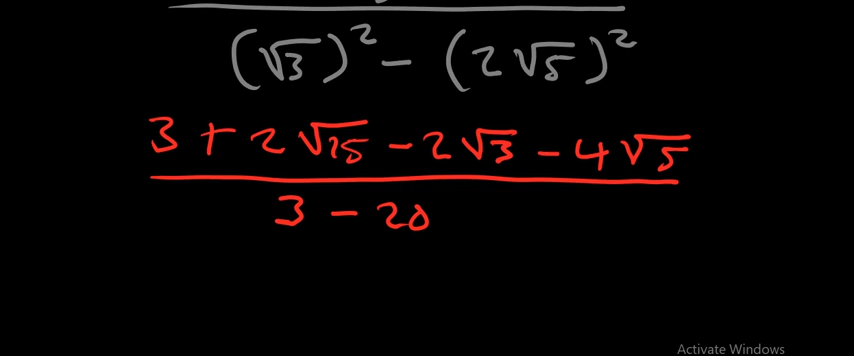 (√3)² - (2√5)²
3 + 2√15 - 2√3 - 4√5
3 - 20
Activate Windows